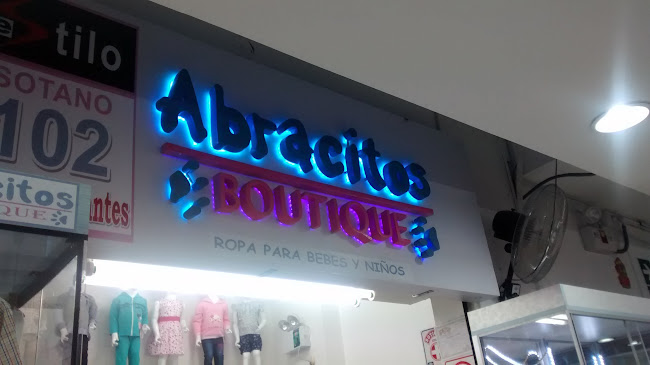 tilo
SOTANO
102
antes
citos
QUE
Abracitos
BOUTIQUE
ROPA PARA BEBES Y NIÑOS